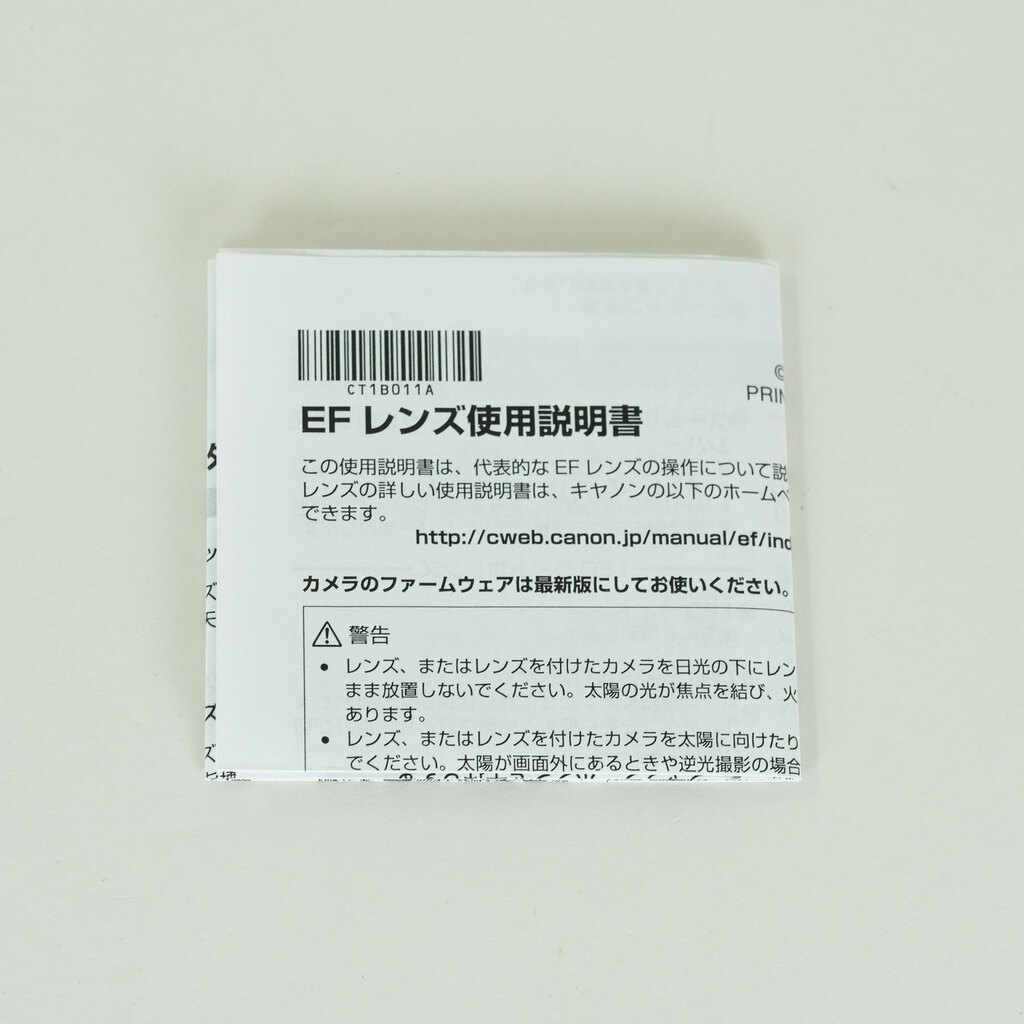 CT1B011A
©
PRIN
EF レンズ使用説明書
この使用説明書は、代表的な EF レンズの操作について説
レンズの詳しい使用説明書は、キヤノンの以下のホームペ
できます。
http://cweb.canon.jp/manual/ef/ind
カメラのファームウェアは最新版にしてお使いください。
警告
• レンズ、またはレンズを付けたカメラを日光の下にレン
まま放置しないでください。太陽の光が焦点を結び、火
あります。
• レンズ、またはレンズを付けたカメラを太陽に向けたり
でください。太陽が画面外にあるときや逆光撮影の場合